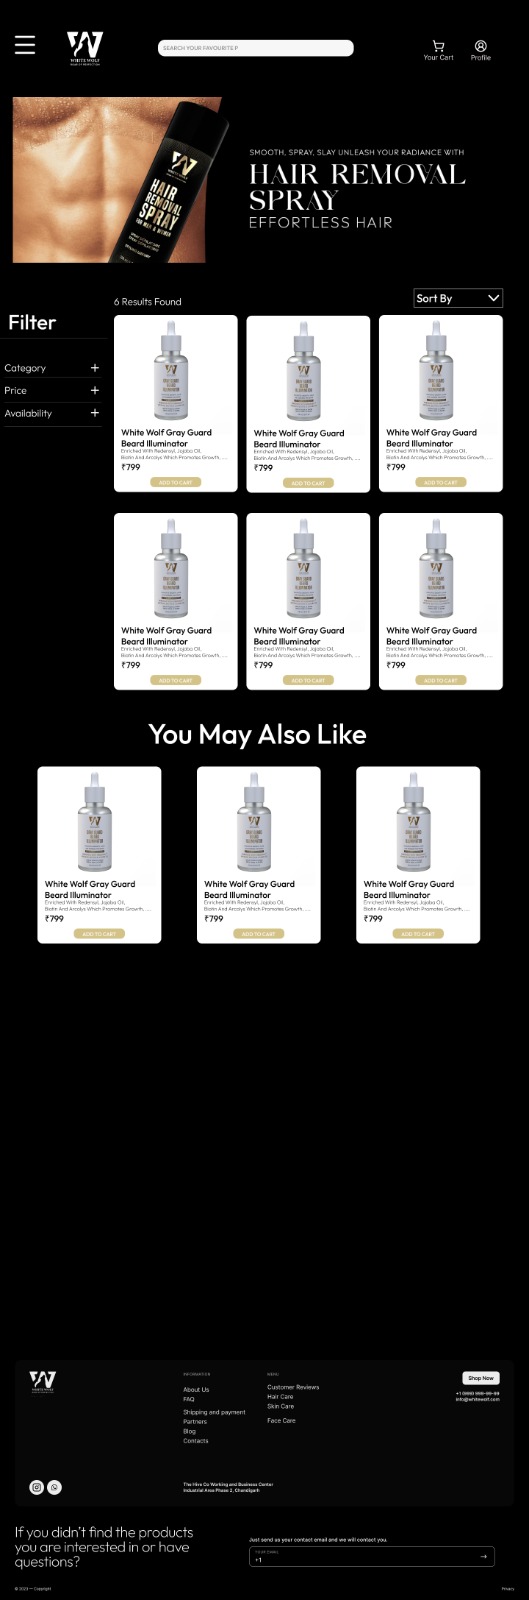 WHITE WOLF
SEARCH YOUR FAVOURITE P
Your Cart
Profile
SMOOTH, SPRAY, SLAY UNLEASH YOUR RADIANCE WITH
HAIR REMOVAL
SPRAY
EFFORTLESS HAIR
HAIR
REMOVAL
SPRAY
FOR MEN & WOMEN
6 Results Found
Sort By
Filter
Category
Price
Availability
White Wolf Gray Guard
Beard Illuminator
Enriched With Redensyl, Jojoba Oil,
Biotin And Arcolys Which Promotes Growth, ...
₹799
ADD TO CART
White Wolf Gray Guard
Beard Illuminator
Enriched With Redensyl, Jojoba Oil,
Biotin And Arcolys Which Promotes Growth, ...
₹799
ADD TO CART
White Wolf Gray Guard
Beard Illuminator
Enriched With Redensyl, Jojoba Oil,
Biotin And Arcolys Which Promotes Growth, ...
₹799
ADD TO CART
White Wolf Gray Guard
Beard Illuminator
Enriched With Redensyl, Jojoba Oil,
Biotin And Arcolys Which Promotes Growth, ...
₹799
ADD TO CART
White Wolf Gray Guard
Beard Illuminator
Enriched With Redensyl, Jojoba Oil,
Biotin And Arcolys Which Promotes Growth, ...
₹799
ADD TO CART
White Wolf Gray Guard
Beard Illuminator
Enriched With Redensyl, Jojoba Oil,
Biotin And Arcolys Which Promotes Growth, ...
₹799
ADD TO CART
You May Also Like
White Wolf Gray Guard
Beard Illuminator
Enriched With Redensyl, Jojoba Oil,
Biotin And Arcolys Which Promotes Growth, ...
₹799
ADD TO CART
White Wolf Gray Guard
Beard Illuminator
Enriched With Redensyl, Jojoba Oil,
Biotin And Arcolys Which Promotes Growth, ...
₹799
ADD TO CART
White Wolf Gray Guard
Beard Illuminator
Enriched With Redensyl, Jojoba Oil,
Biotin And Arcolys Which Promotes Growth, ...
₹799
ADD TO CART
WHITE WOLF
INFORMATION
About Us
FAQ
Shipping and payment
Partners
Blog
Contacts
MENU
Customer Reviews
Hair Care
Skin Care
Face Care
Shop Now
+1 (999) 999-99-99
info@whitewolf.com
The Hire Co Working and Business Center
Industrial Area Phase 2, Chandigarh
If you didn't find the products
you are interested in or have
questions?
Just send us your contact email and we will contact you.
YOUR EMAIL
+1
© 2023 — Copyright
Privacy